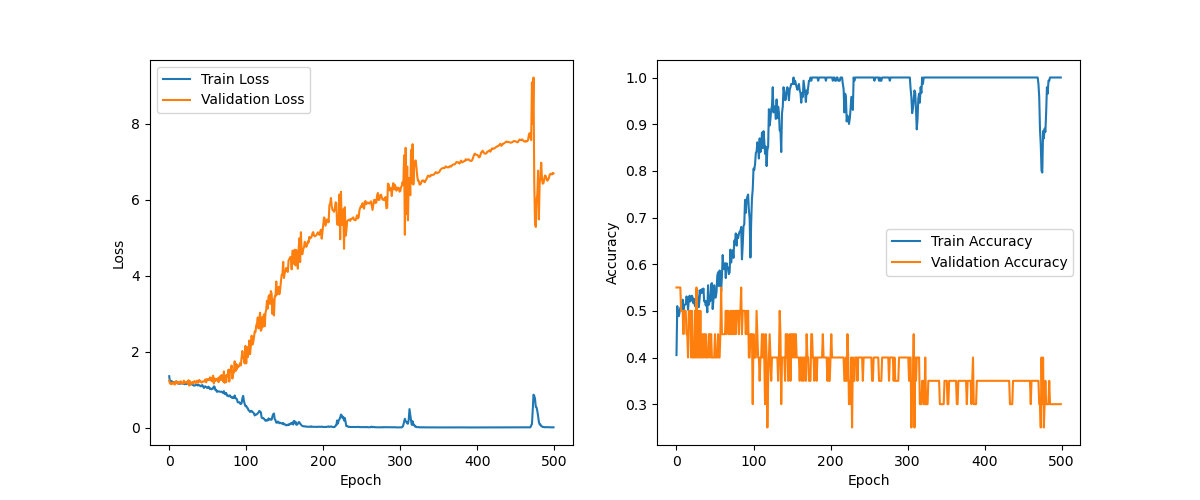 Train Loss
Validation Loss
8
6
4
2
0
Loss
0 100 200 300 400 500
Epoch
1.0
0.9
0.8
0.7
0.6
0.5
0.4
0.3
Accuracy
Train Accuracy
Validation Accuracy
0 100 200 300 400 500
Epoch